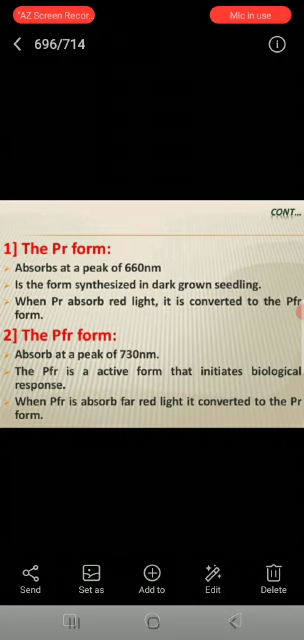 "AZ Screen Recor..
Mic in use
696/714
CONT...
1] The Pr form:
Absorbs at a peak of 660nm
Is the form synthesized in dark grown seedling.
When Pr absorb red light, it is converted to the Pfr
form.
2] The Pfr form:
Absorb at a peak of 730nm.
The Pfr is a active form that initiates biological
response.
When Pfr is absorb far red light it converted to the Pr
form.
Send
Set as
Add to
Edit
Delete